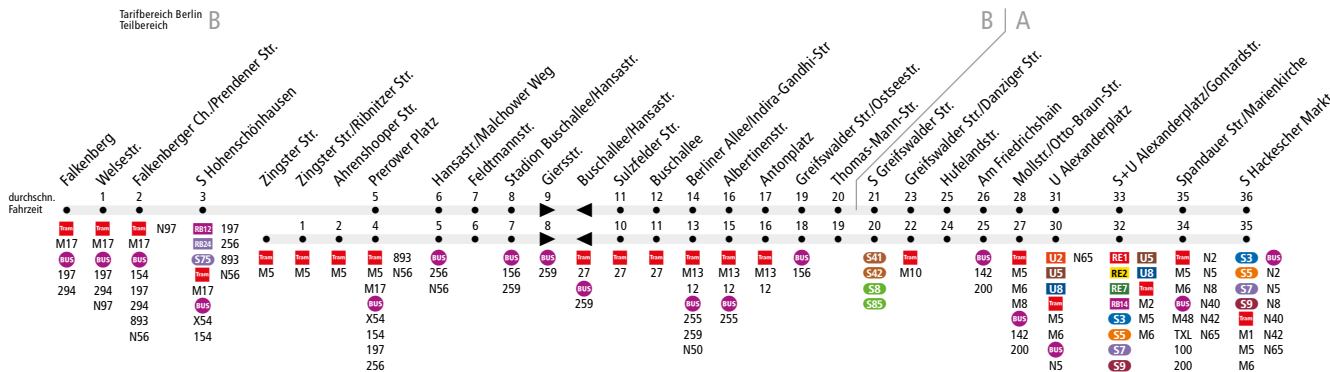 Tarifbereich Berlin
Teilbereich
B
B
A
Falkenberg
Welsestr.
Falkenberger Ch./Prendener Str.
S Hohenschönhausen
Zingster Str.
Zingster Str./Ribnitzer Str.
Ahrenshooper Str.
Prerower Platz
Hansastr./Malchower Weg
Feldtmannstr.
Station Buschallee/Hansastr.
Giersstr.
Buschallee/Hansastr.
Sulzfelder Str.
Buschallee
Berliner Allee/Indira-Gandhi-Str
Albertinenstr.
Antonplatz
Greifswalder Str./Ostseestr.
Thomas-Mann-Str.
S Greifswalder Str.
Greifswalder Str./Danziger Str.
Hufelandstr.
Am Friedrichshain
Mollstr./Otto-Braun-Str.
U Alexanderplatz
S+U Alexanderplatz/Gontardstr.
Spandauer Str./Marienkirche
S Hackescher Markt
durchschn.
Fahrzeit
1 2 3 5 6 7 8 9 11 12 14 16 17 19 20 21 23 25 26 28 31 33 35 36
1 2 4 5 6 7 8 10 11 13 15 16 18 19 20 22 24 25 27 30 32 34 35
Tram
M17
BUS
197
294
Tram
M17
BUS
197
294
N97
Tram
M17
BUS
154
197
294
893
N56
N97
RB12
RB24
S75
Tram
M17
BUS
X54
154
197
256
893
N56
Tram
M5
Tram
M5
Tram
M5
Tram
M5
M17
BUS
X54
154
197
256
893
N56
BUS
256
N56
BUS
156
259
BUS
259
Tram
27
BUS
259
Tram
27
Tram
27
Tram
M13
12
BUS
255
259
N50
Tram
M13
12
BUS
255
Tram
M13
12
BUS
156
S41
S42
S8
S85
Tram
M10
BUS
142
200
Tram
M5
M6
M8
BUS
142
200
U2
U5
U8
Tram
M5
M6
BUS
N5
N65
RE1
RE2
RE7
RB14
S3
S5
S7
S9
U5
U8
Tram
M2
M5
M6
Tram
M5
M6
BUS
M48
TXL
100
200
N2
N5
N8
N40
N42
N65
S3
S5
S7
S9
Tram
M1
M5
M6
BUS
N2
N5
N8
N40
N42
N65